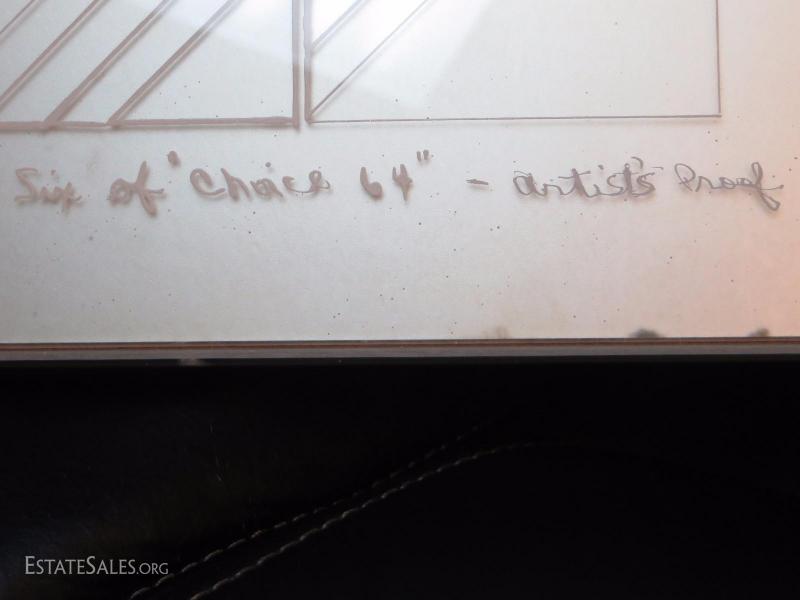 Six of "Choice 64" - Artist's Proof
EstateSales.org